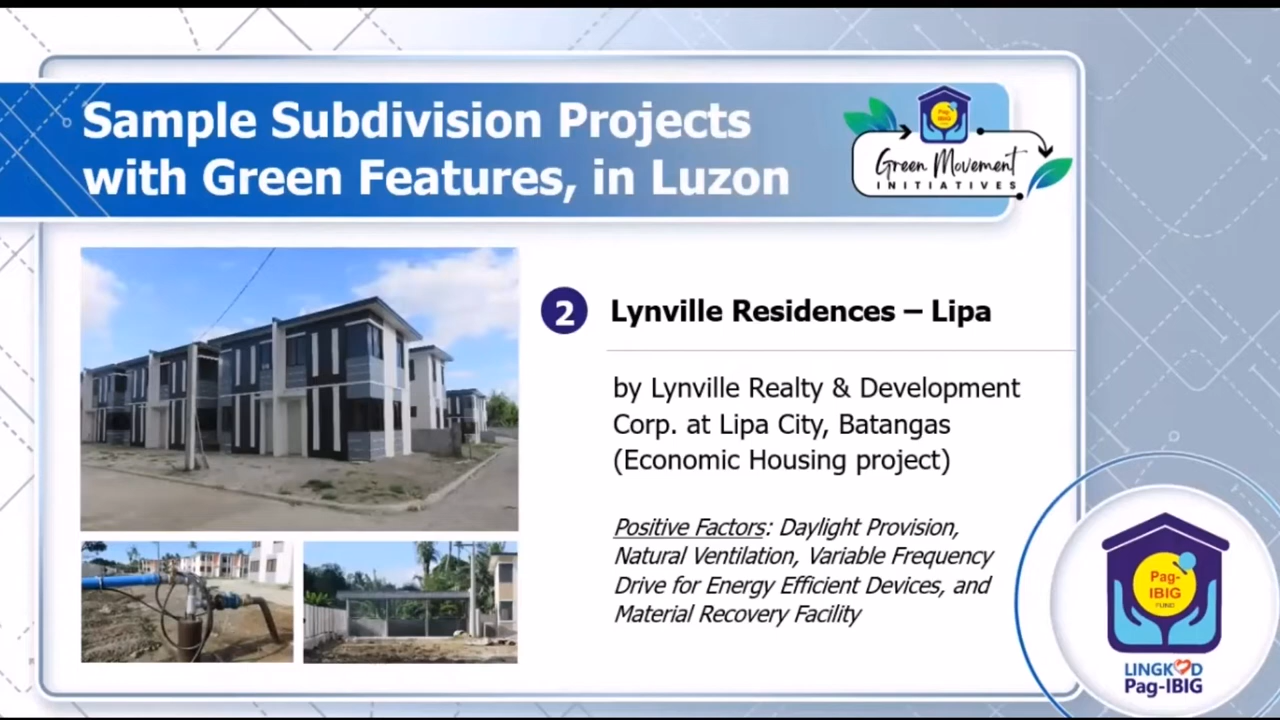 Sample Subdivision Projects
with Green Features, in Luzon
Pag-
IBIG
Green Movement
INITIATIVES
2
Lynville Residences – Lipa
by Lynville Realty & Development
Corp. at Lipa City, Batangas
(Economic Housing project)
Positive Factors: Daylight Provision,
Natural Ventilation, Variable Frequency
Drive for Energy Efficient Devices, and
Material Recovery Facility
Pag-
IBIG
FUND
LINGKOD
Pag-IBIG